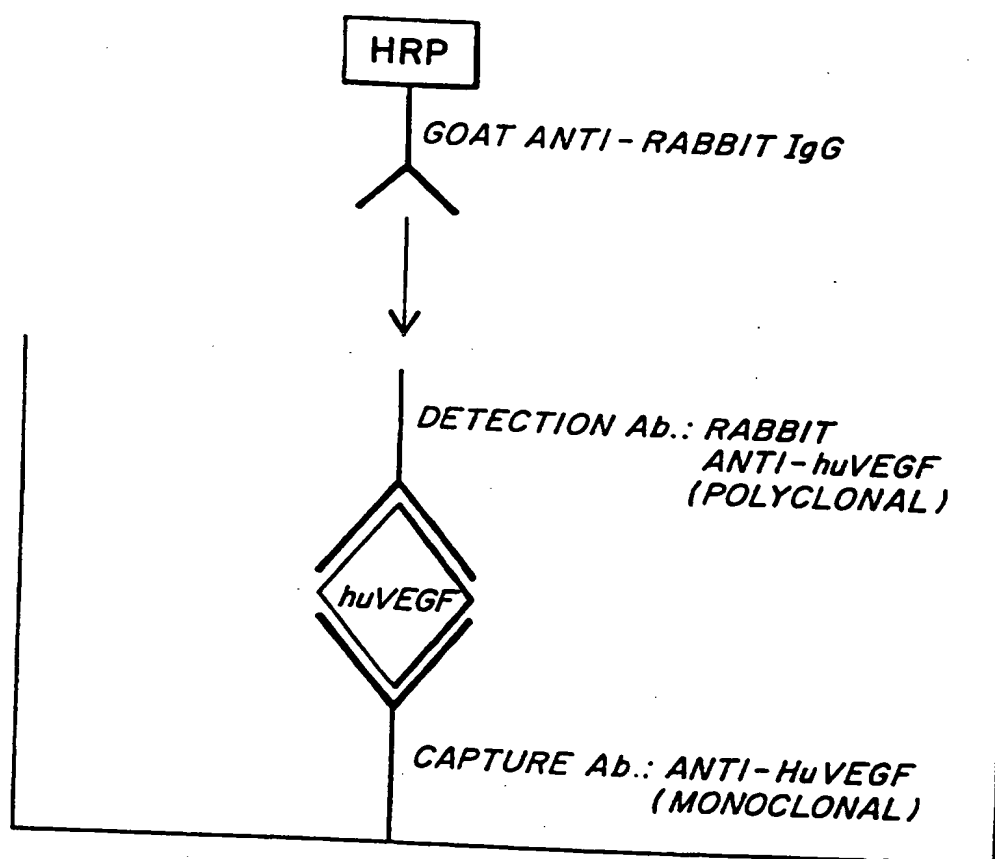 HRP
GOAT ANTI-RABBIT IgG
DETECTION Ab.: RABBIT
ANTI-huVEGF
(POLYCLONAL)
huVEGF
CAPTURE Ab.: ANTI-HuVEGF
(MONOCLONAL)